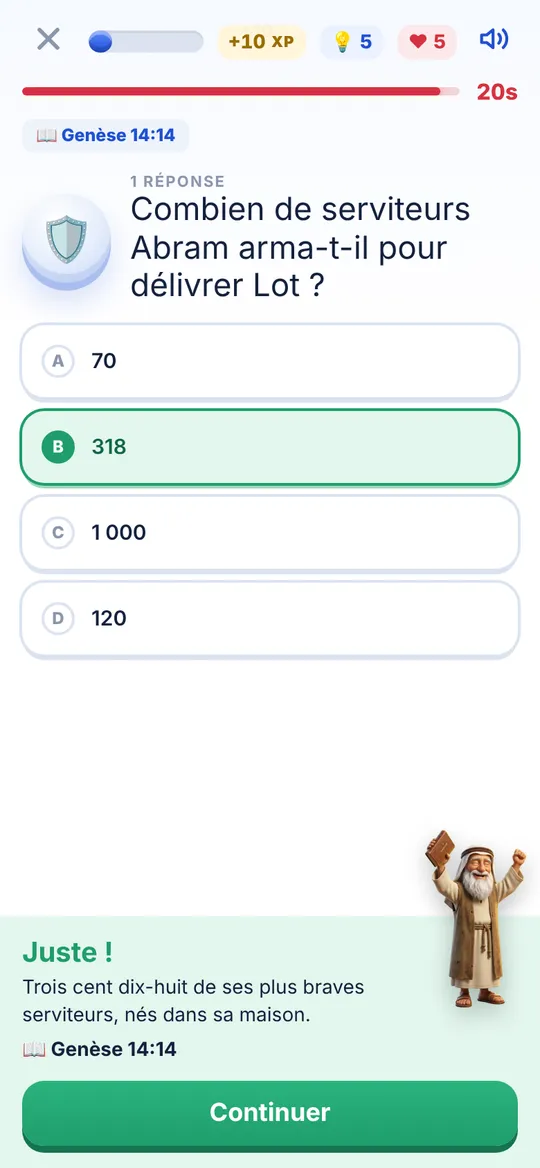 +10 XP
5
5
20s
Genèse 14:14
1 RÉPONSE
Combien de serviteurs
Abram arma-t-il pour
délivrer Lot ?
A 70
B 318
C 1 000
D 120
Juste !
Trois cent dix-huit de ses plus braves
serviteurs, nés dans sa maison.
Genèse 14:14
Continuer